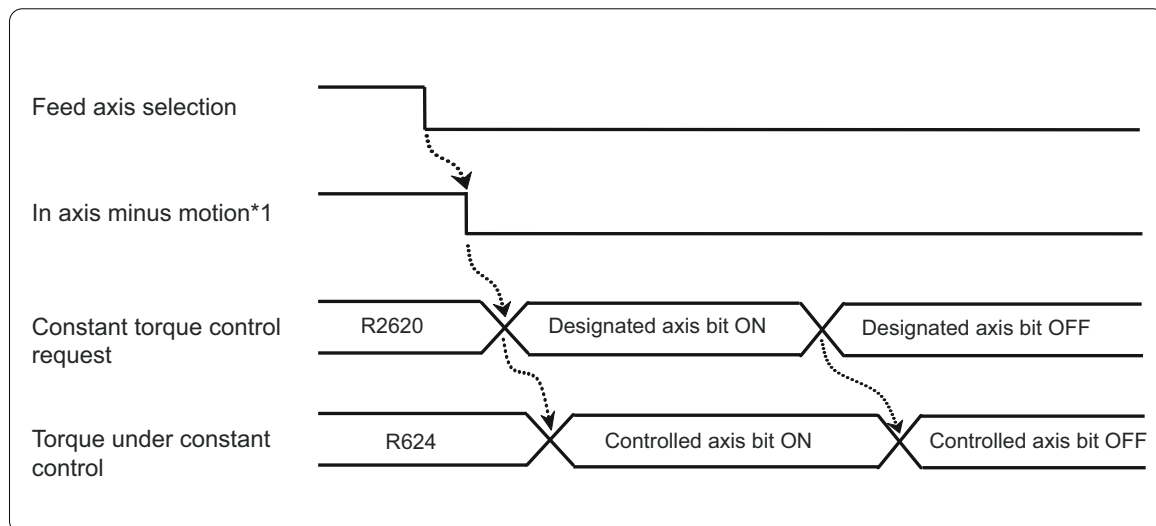 Feed axis selection
In axis minus motion*1
Constant torque control
request
R2620
Designated axis bit ON
Designated axis bit OFF
Torque under constant
control
R624
Controlled axis bit ON
Controlled axis bit OFF